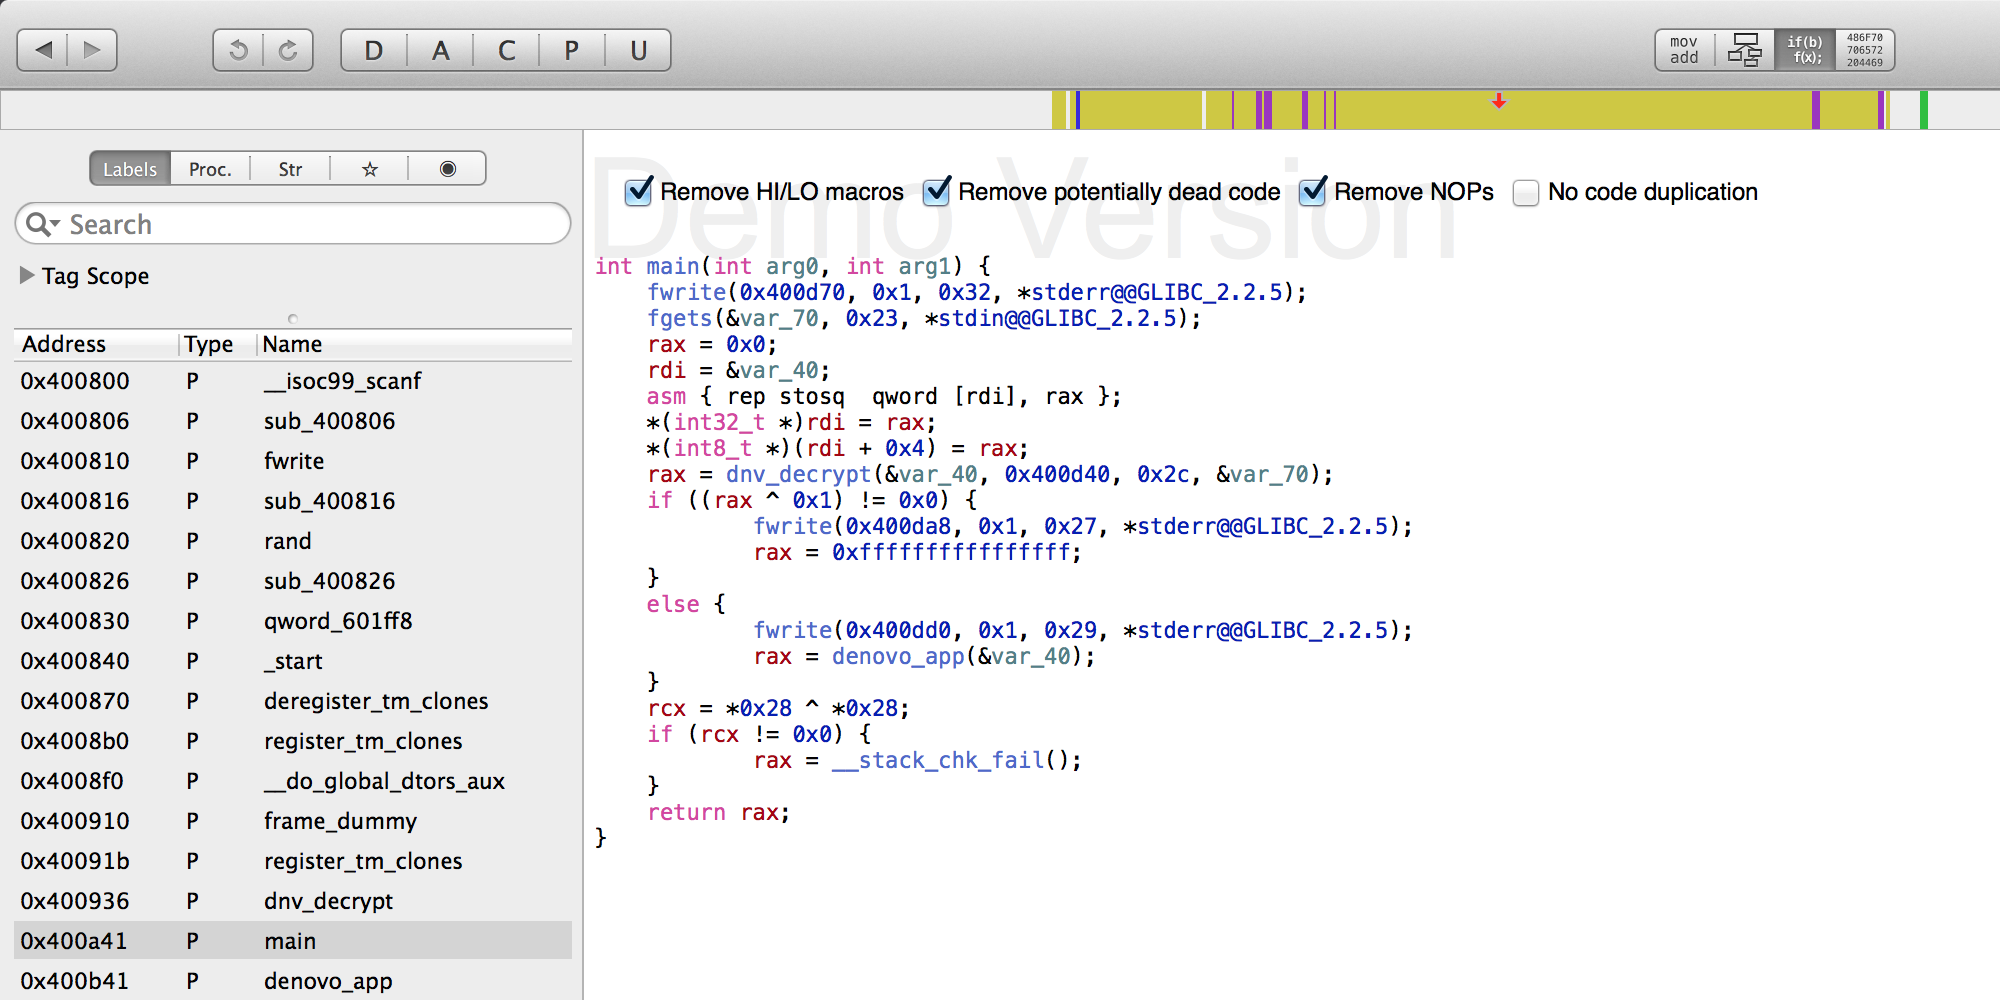 D A C P U
mov add
if(b) f(x);
486F70 706572 204469
Labels Proc. Str
Search
Tag Scope
Address Type Name
0x400800 P __isoc99_scanf
0x400806 P sub_400806
0x400810 P fwrite
0x400816 P sub_400816
0x400820 P rand
0x400826 P sub_400826
0x400830 P qword_601ff8
0x400840 P _start
0x400870 P deregister_tm_clones
0x4008b0 P register_tm_clones
0x4008f0 P __do_global_dtors_aux
0x400910 P frame_dummy
0x40091b P register_tm_clones
0x400936 P dnv_decrypt
0x400a41 P main
0x400b41 P denovo_app
Demo Version
Remove HI/LO macros Remove potentially dead code Remove NOPs No code duplication
int main(int arg0, int arg1) {
    fwrite(0x400d70, 0x1, 0x32, *stderr@@GLIBC_2.2.5);
    fgets(&var_70, 0x23, *stdin@@GLIBC_2.2.5);
    rax = 0x0;
    rdi = &var_40;
    asm { rep stosq  qword [rdi], rax };
    *(int32_t *)rdi = rax;
    *(int8_t *)(rdi + 0x4) = rax;
    rax = dnv_decrypt(&var_40, 0x400d40, 0x2c, &var_70);
    if ((rax ^ 0x1) != 0x0) {
            fwrite(0x400da8, 0x1, 0x27, *stderr@@GLIBC_2.2.5);
            rax = 0xffffffffffffffff;
    }
    else {
            fwrite(0x400dd0, 0x1, 0x29, *stderr@@GLIBC_2.2.5);
            rax = denovo_app(&var_40);
    }
    rcx = *0x28 ^ *0x28;
    if (rcx != 0x0) {
            rax = __stack_chk_fail();
    }
    return rax;
}